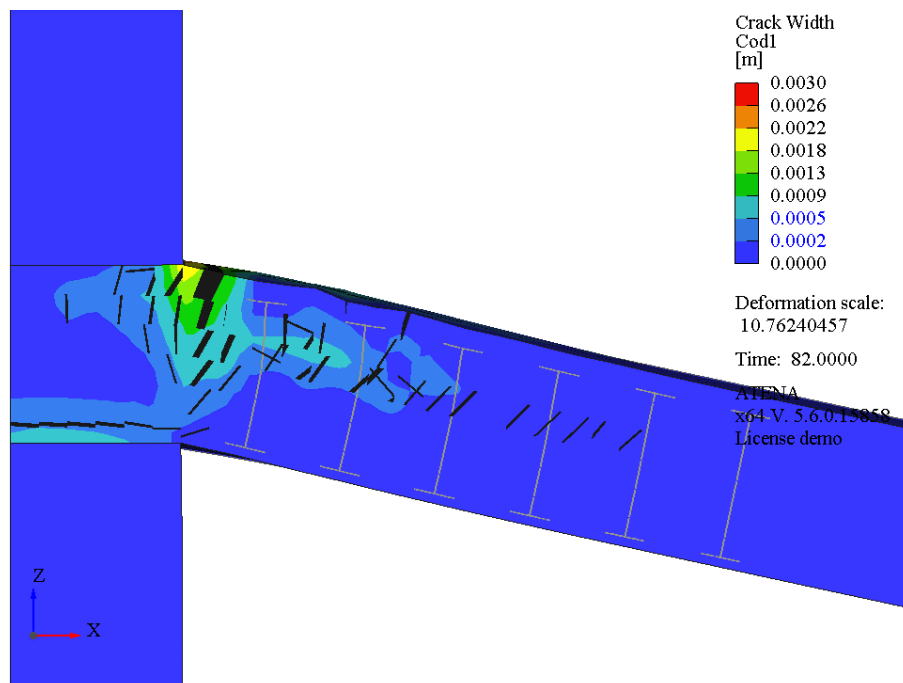 Crack Width
Cod1
[m]
0.0030
0.0026
0.0022
0.0018
0.0013
0.0009
0.0005
0.0002
0.0000
Deformation scale:
10.76240457
Time: 82.0000
ATENA
x64 V. 5.6.0.15858
License demo
Z
X